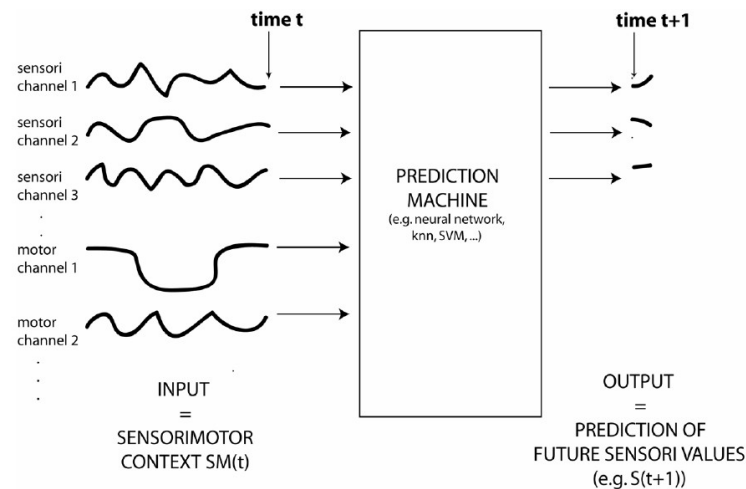 time t
time t+1
sensori
channel 1
sensori
channel 2
sensori
channel 3
motor
channel 1
motor
channel 2
PREDICTION
MACHINE
(e.g. neural network,
knn, SVM, ...)
INPUT
=
SENSORIMOTOR
CONTEXT SM(t)
OUTPUT
=
PREDICTION OF
FUTURE SENSORI VALUES
(e.g. S(t+1))